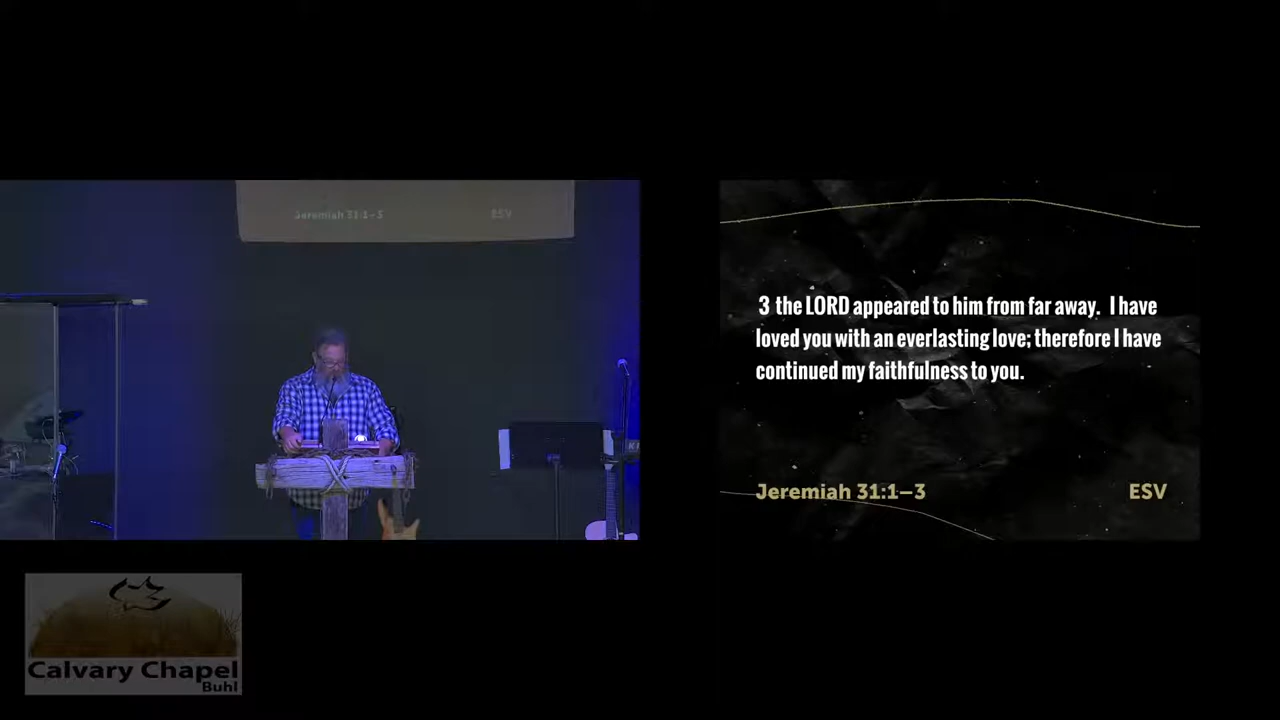 Jeremiah 31:1-3 ESV
3 the LORD appeared to him from far away. I have
loved you with an everlasting love; therefore I have
continued my faithfulness to you.
Jeremiah 31:1–3 ESV
Calvary Chapel
Buhl